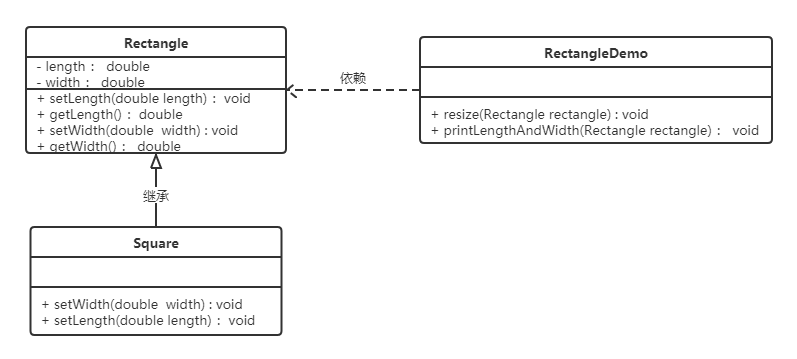 Rectangle
- length： double
- width： double
+ setLength(double length)： void
+ getLength()： double
+ setWidth(double  width) : void
+ getWidth()： double
依赖
RectangleDemo
+ resize(Rectangle rectangle) : void
+ printLengthAndWidth(Rectangle rectangle)： void
继承
Square
+ setWidth(double  width) : void
+ setLength(double length)： void